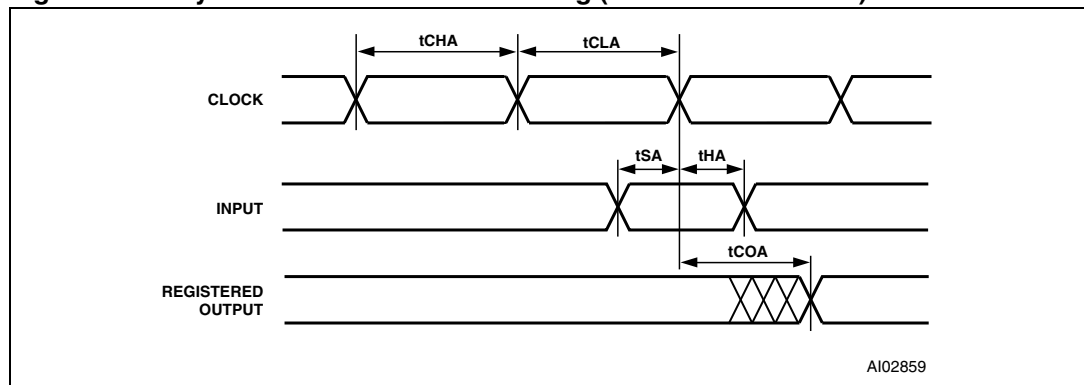 tCHA
tCLA
CLOCK
tSA
tHA
INPUT
tCOA
REGISTERED
OUTPUT
AI02859